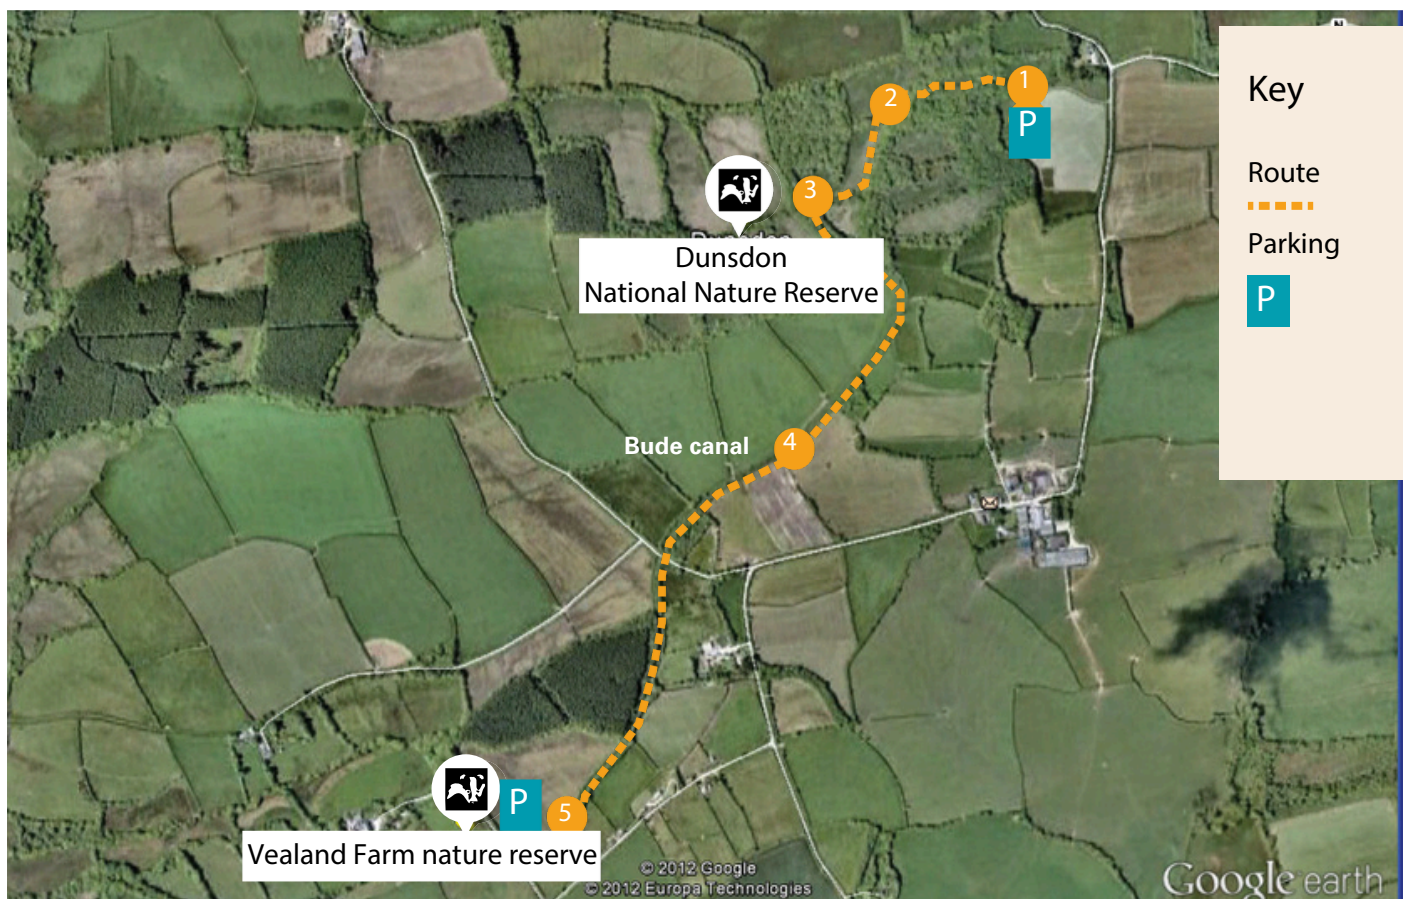 N
Key
Route
Parking
P
1
P
2
3
Dunsdon
Dunsdon
National Nature Reserve
Bude canal
4
5
P
Vealand Farm nature reserve
© 2012 Google
© 2012 Europa Technologies
Google earth